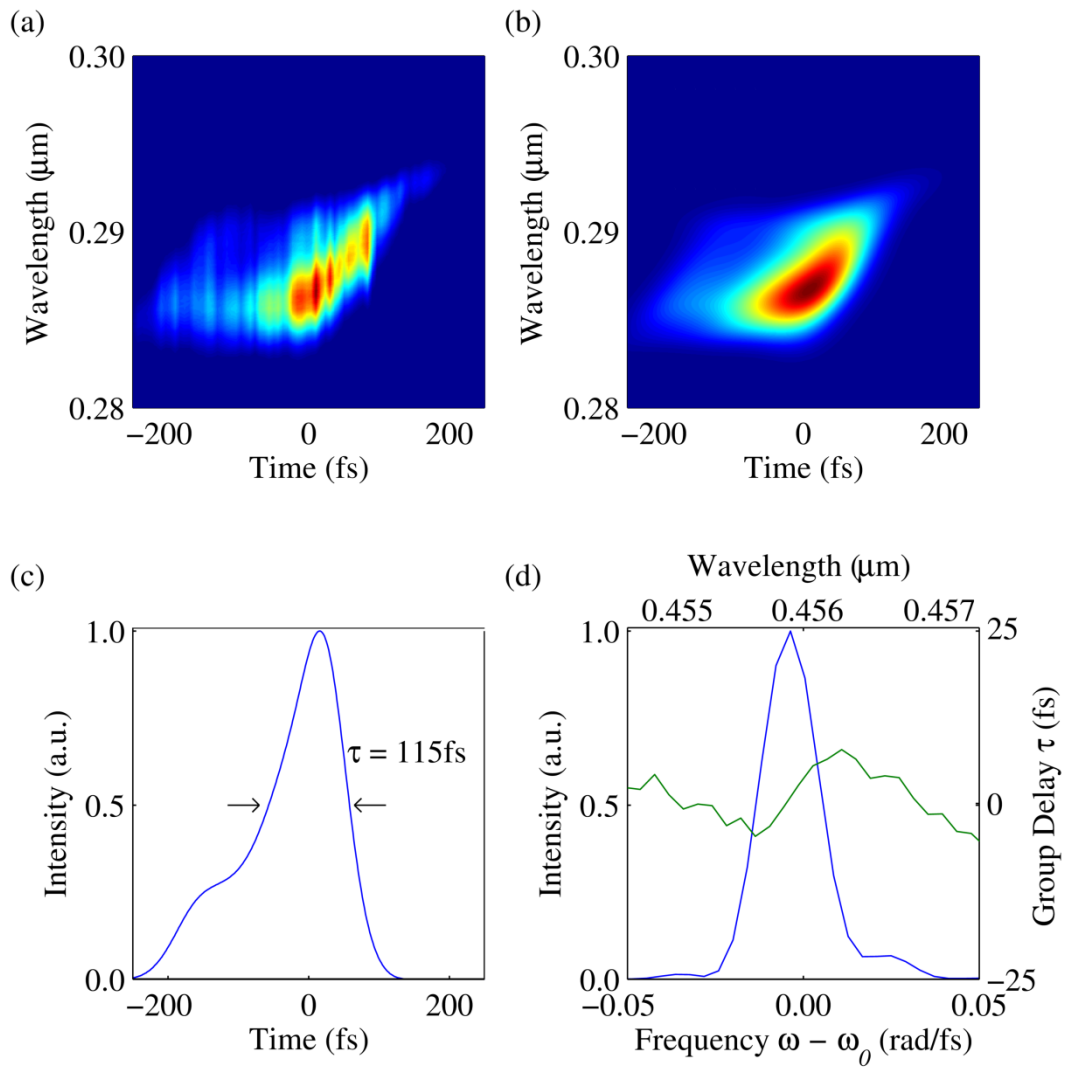 (a)
(b)
0.30
0.29
0.28
Wavelength (μm)
−200 0 200
Time (fs)
0.30
0.29
0.28
Wavelength (μm)
−200 0 200
Time (fs)
(c)
(d)
1.0
0.5
0.0
Intensity (a.u.)
τ = 115fs
−200 0 200
Time (fs)
Wavelength (μm)
0.455 0.456 0.457
1.0
0.5
0.0
Intensity (a.u.)
25
0
−25
Group Delay τ (fs)
−0.05 0.00 0.05
Frequency ω − ω0 (rad/fs)